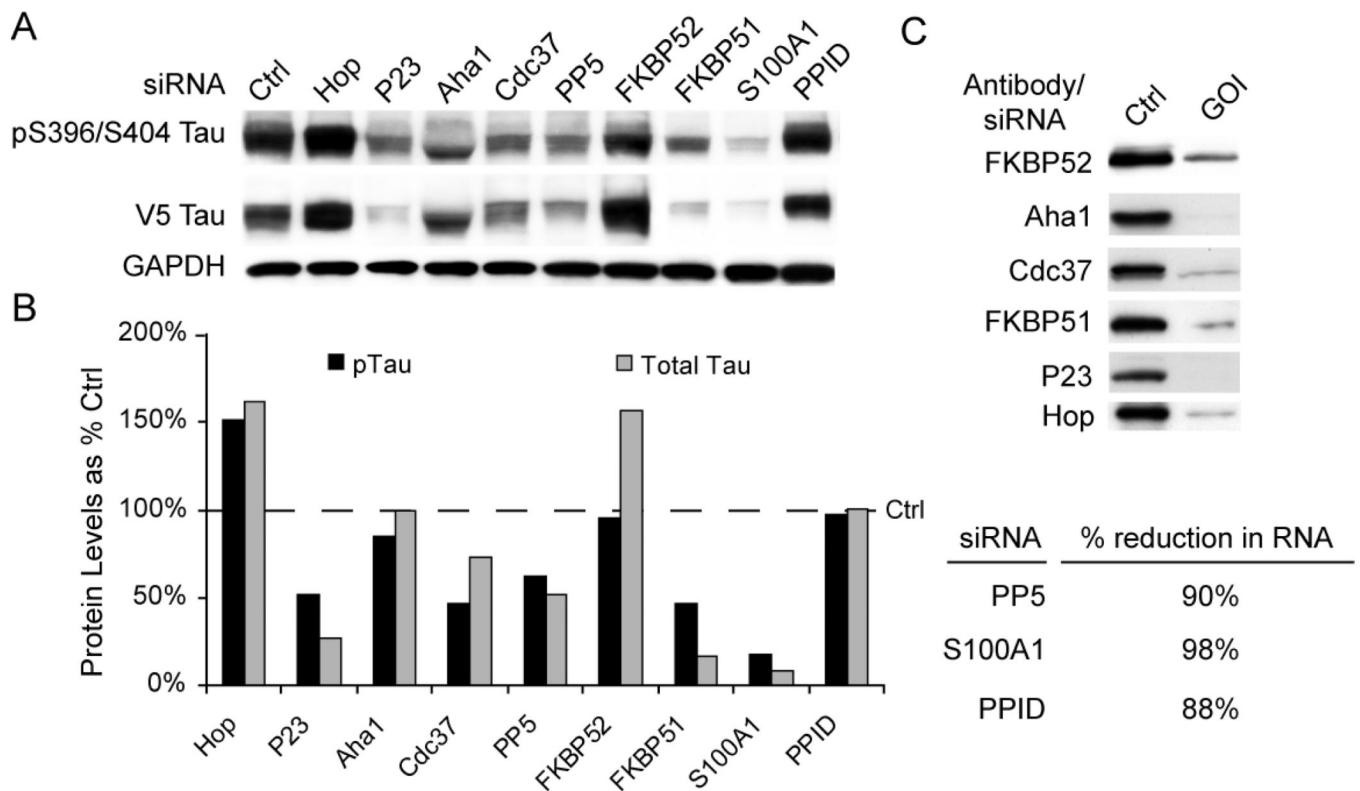 A
siRNA Ctrl Hop P23 Aha1 Cdc37 PP5 FKBP52 FKBP51 S100A1 PPID
pS396/S404 Tau
V5 Tau
GAPDH
B
Protein Levels as % Ctrl
200%
150%
100%
50%
0%
pTau Total Tau
Ctrl
Hop P23 Aha1 Cdc37 PP5 FKBP52 FKBP51 S100A1 PPID
C
Antibody/
siRNA Ctrl GOI
FKBP52
Aha1
Cdc37
FKBP51
P23
Hop
siRNA % reduction in RNA
PP5 90%
S100A1 98%
PPID 88%